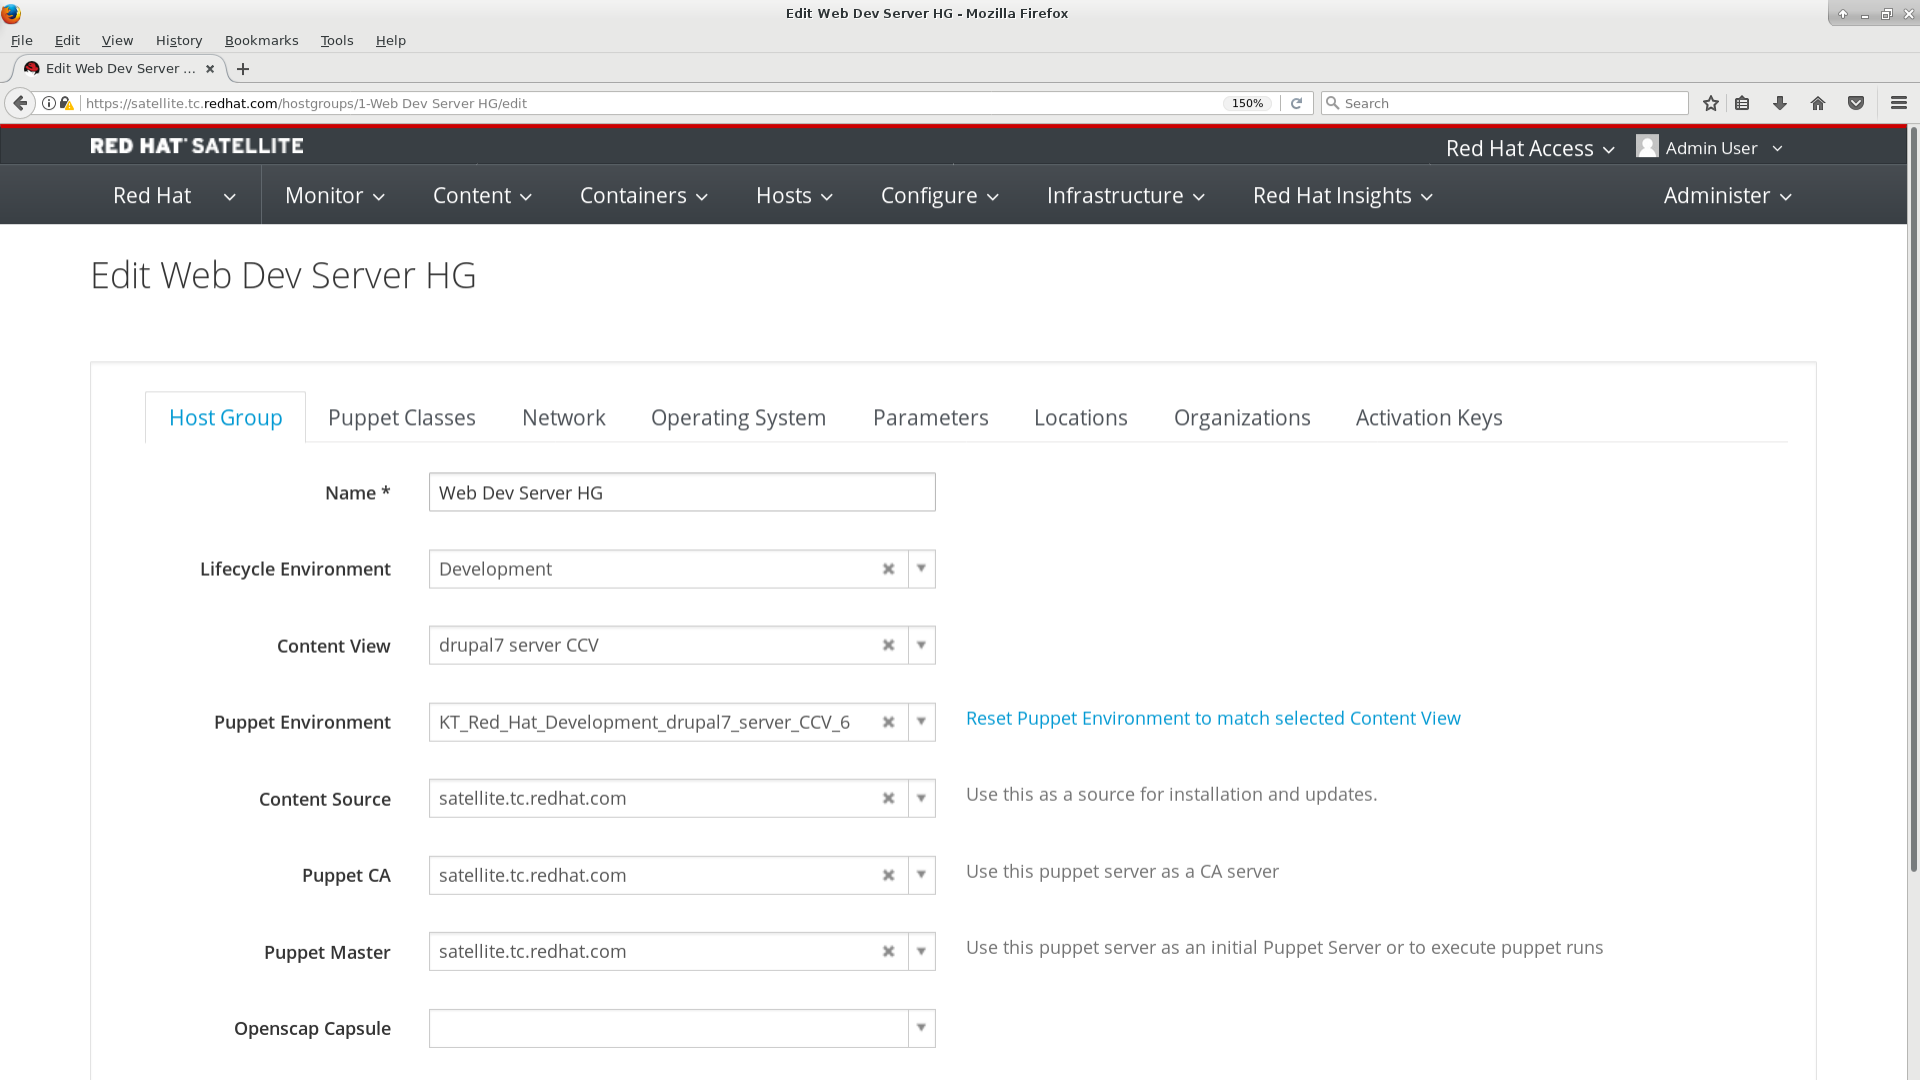 Edit Web Dev Server HG - Mozilla Firefox
File Edit View History Bookmarks Tools Help
Edit Web Dev Server ...
https://satellite.tc.redhat.com/hostgroups/1-Web Dev Server HG/edit 150% Search
RED HAT SATELLITE Red Hat Access Admin User
Red Hat Monitor Content Containers Hosts Configure Infrastructure Red Hat Insights Administer
Edit Web Dev Server HG
Host Group Puppet Classes Network Operating System Parameters Locations Organizations Activation Keys
Name * Web Dev Server HG
Lifecycle Environment Development
Content View drupal7 server CCV
Puppet Environment KT_Red_Hat_Development_drupal7_server_CCV_6 Reset Puppet Environment to match selected Content View
Content Source satellite.tc.redhat.com Use this as a source for installation and updates.
Puppet CA satellite.tc.redhat.com Use this puppet server as a CA server
Puppet Master satellite.tc.redhat.com Use this puppet server as an initial Puppet Server or to execute puppet runs
Openscap Capsule